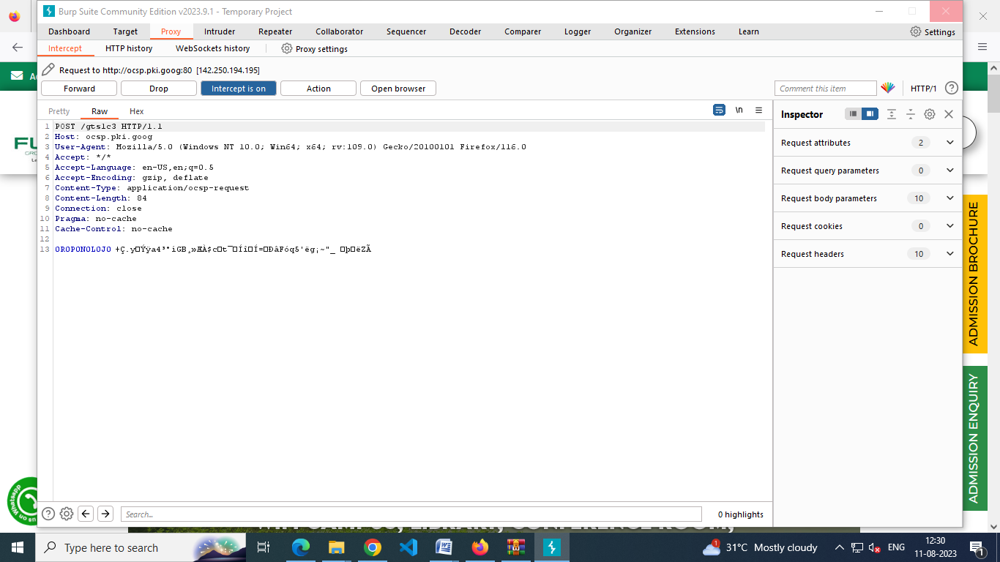 Burp Suite Community Edition v2023.9.1 - Temporary Project
Dashboard Target Proxy Intruder Repeater Collaborator Sequencer Decoder Comparer Logger Organizer Extensions Learn Settings
Intercept HTTP history WebSockets history Proxy settings
Request to http://ocsp.pki.goog:80 [142.250.194.195]
Forward Drop Intercept is on Action Open browser Comment this item HTTP/1 ?
Pretty Raw Hex \n
1 POST /gts1c3 HTTP/1.1
2 Host: ocsp.pki.goog
3 User-Agent: Mozilla/5.0 (Windows NT 10.0; Win64; x64; rv:109.0) Gecko/20100101 Firefox/116.0
4 Accept: */*
5 Accept-Language: en-US,en;q=0.5
6 Accept-Encoding: gzip, deflate
7 Content-Type: application/ocsp-request
8 Content-Length: 84
9 Connection: close
10 Pragma: no-cache
11 Cache-Control: no-cache
12
13 0R0P0N0L0J0
Inspector
Request attributes 2
Request query parameters 0
Request body parameters 10
Request cookies 0
Request headers 10
ADMISSION BROCHURE
ADMISSION ENQUIRY
us on Whatsapp
Search...
0 highlights
Type here to search
31°C Mostly cloudy
ENG
12:30
11-08-2023
1